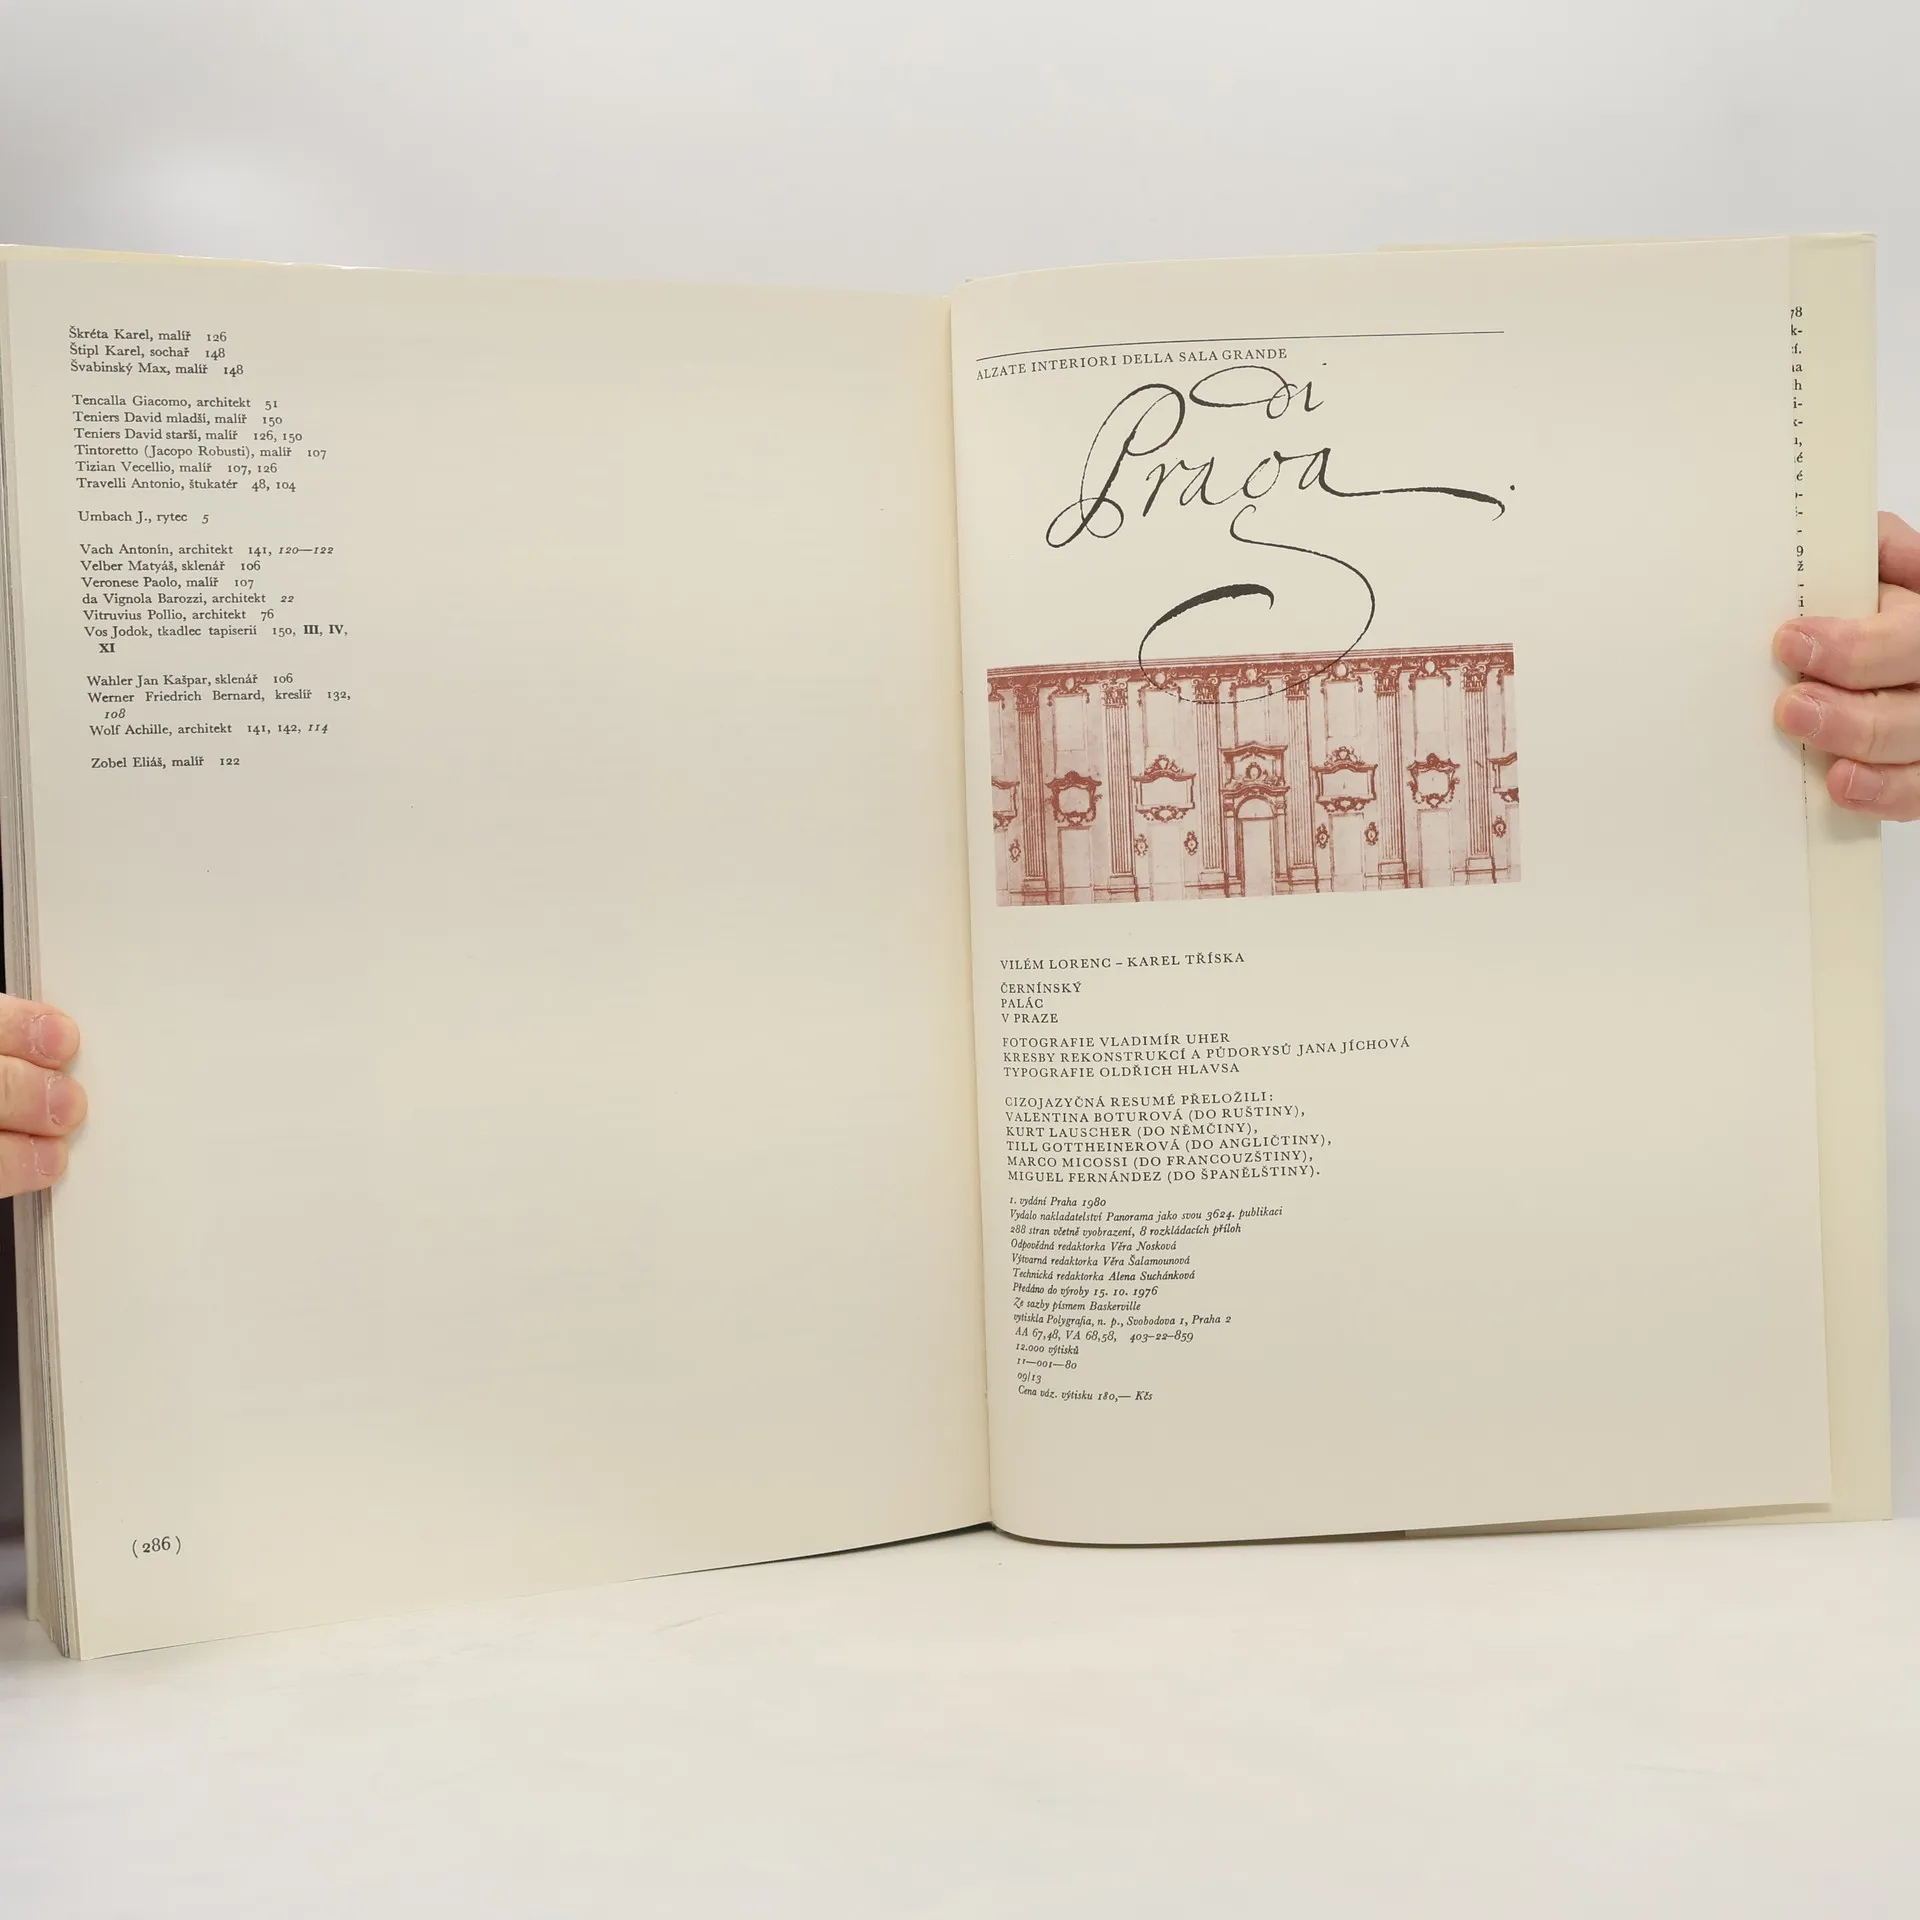 Škréta Karel, malíř 126
Štipl Karel, sochař 148
Švabinský Max, malíř 148
Tencalla Giacomo, architekt 51
Teniers David mladší, malíř 150
Teniers David starší, malíř 126, 150
Tintoretto (Jacopo Robusti), malíř 107
Tizian Vecellio, malíř 107, 126
Travelli Antonio, štukatér 48, 104
Umbach J., rytec 5
Vach Antonín, architekt 141, 120—122
Velber Matyáš, sklenář 106
Veronese Paolo, malíř 107
da Vignola Barozzi, architekt 22
Vitruvius Pollio, architekt 76
Vos Jodok, tkadlec tapiserií 150, III, IV,
XI
Wahler Jan Kašpar, sklenář 106
Werner Friedrich Bernard, kreslíř 132,
108
Wolf Achille, architekt 141, 142, 114
Zobel Eliáš, malíř 122
(286)
ALZATE INTERIORI DELLA SALA GRANDE
di
Praga
VILÉM LORENC – KAREL TŘÍSKA
ČERNÍNSKÝ
PALÁC
V PRAZE
FOTOGRAFIE VLADIMÍR UHER
KRESBY REKONSTRUKCÍ A PŮDORYSŮ JANA JÍCHOVÁ
TYPOGRAFIE OLDŘICH HLAVSA
CIZOJAZYČNÁ RESUMÉ PŘELOŽILI:
VALENTINA BOTUROVÁ (DO RUŠTINY),
KURT LAUSCHER (DO NĚMČINY),
TILL GOTTHEINEROVÁ (DO ANGLIČTINY),
MARCO MICOSSI (DO FRANCOUZŠTINY),
MIGUEL FERNÁNDEZ (DO ŠPANĚLŠTINY).
1. vydání Praha 1980
Vydalo nakladatelství Panorama jako svou 3624. publikaci
288 stran včetně vyobrazení, 8 rozkládacích příloh
Odpovědná redaktorka Věra Nosková
Výtvarná redaktorka Věra Šalamounová
Technická redaktorka Alena Suchánková
Předáno do výroby 15. 10. 1976
Ze sazby písmem Baskerville
vytiskla Polygrafia, n. p., Svobodova 1, Praha 2
AA 67,48, VA 68,58, 403—22—859
12.000 výtisků
11—001—80
09/13
Cena váz. výtisku 180,— Kčs